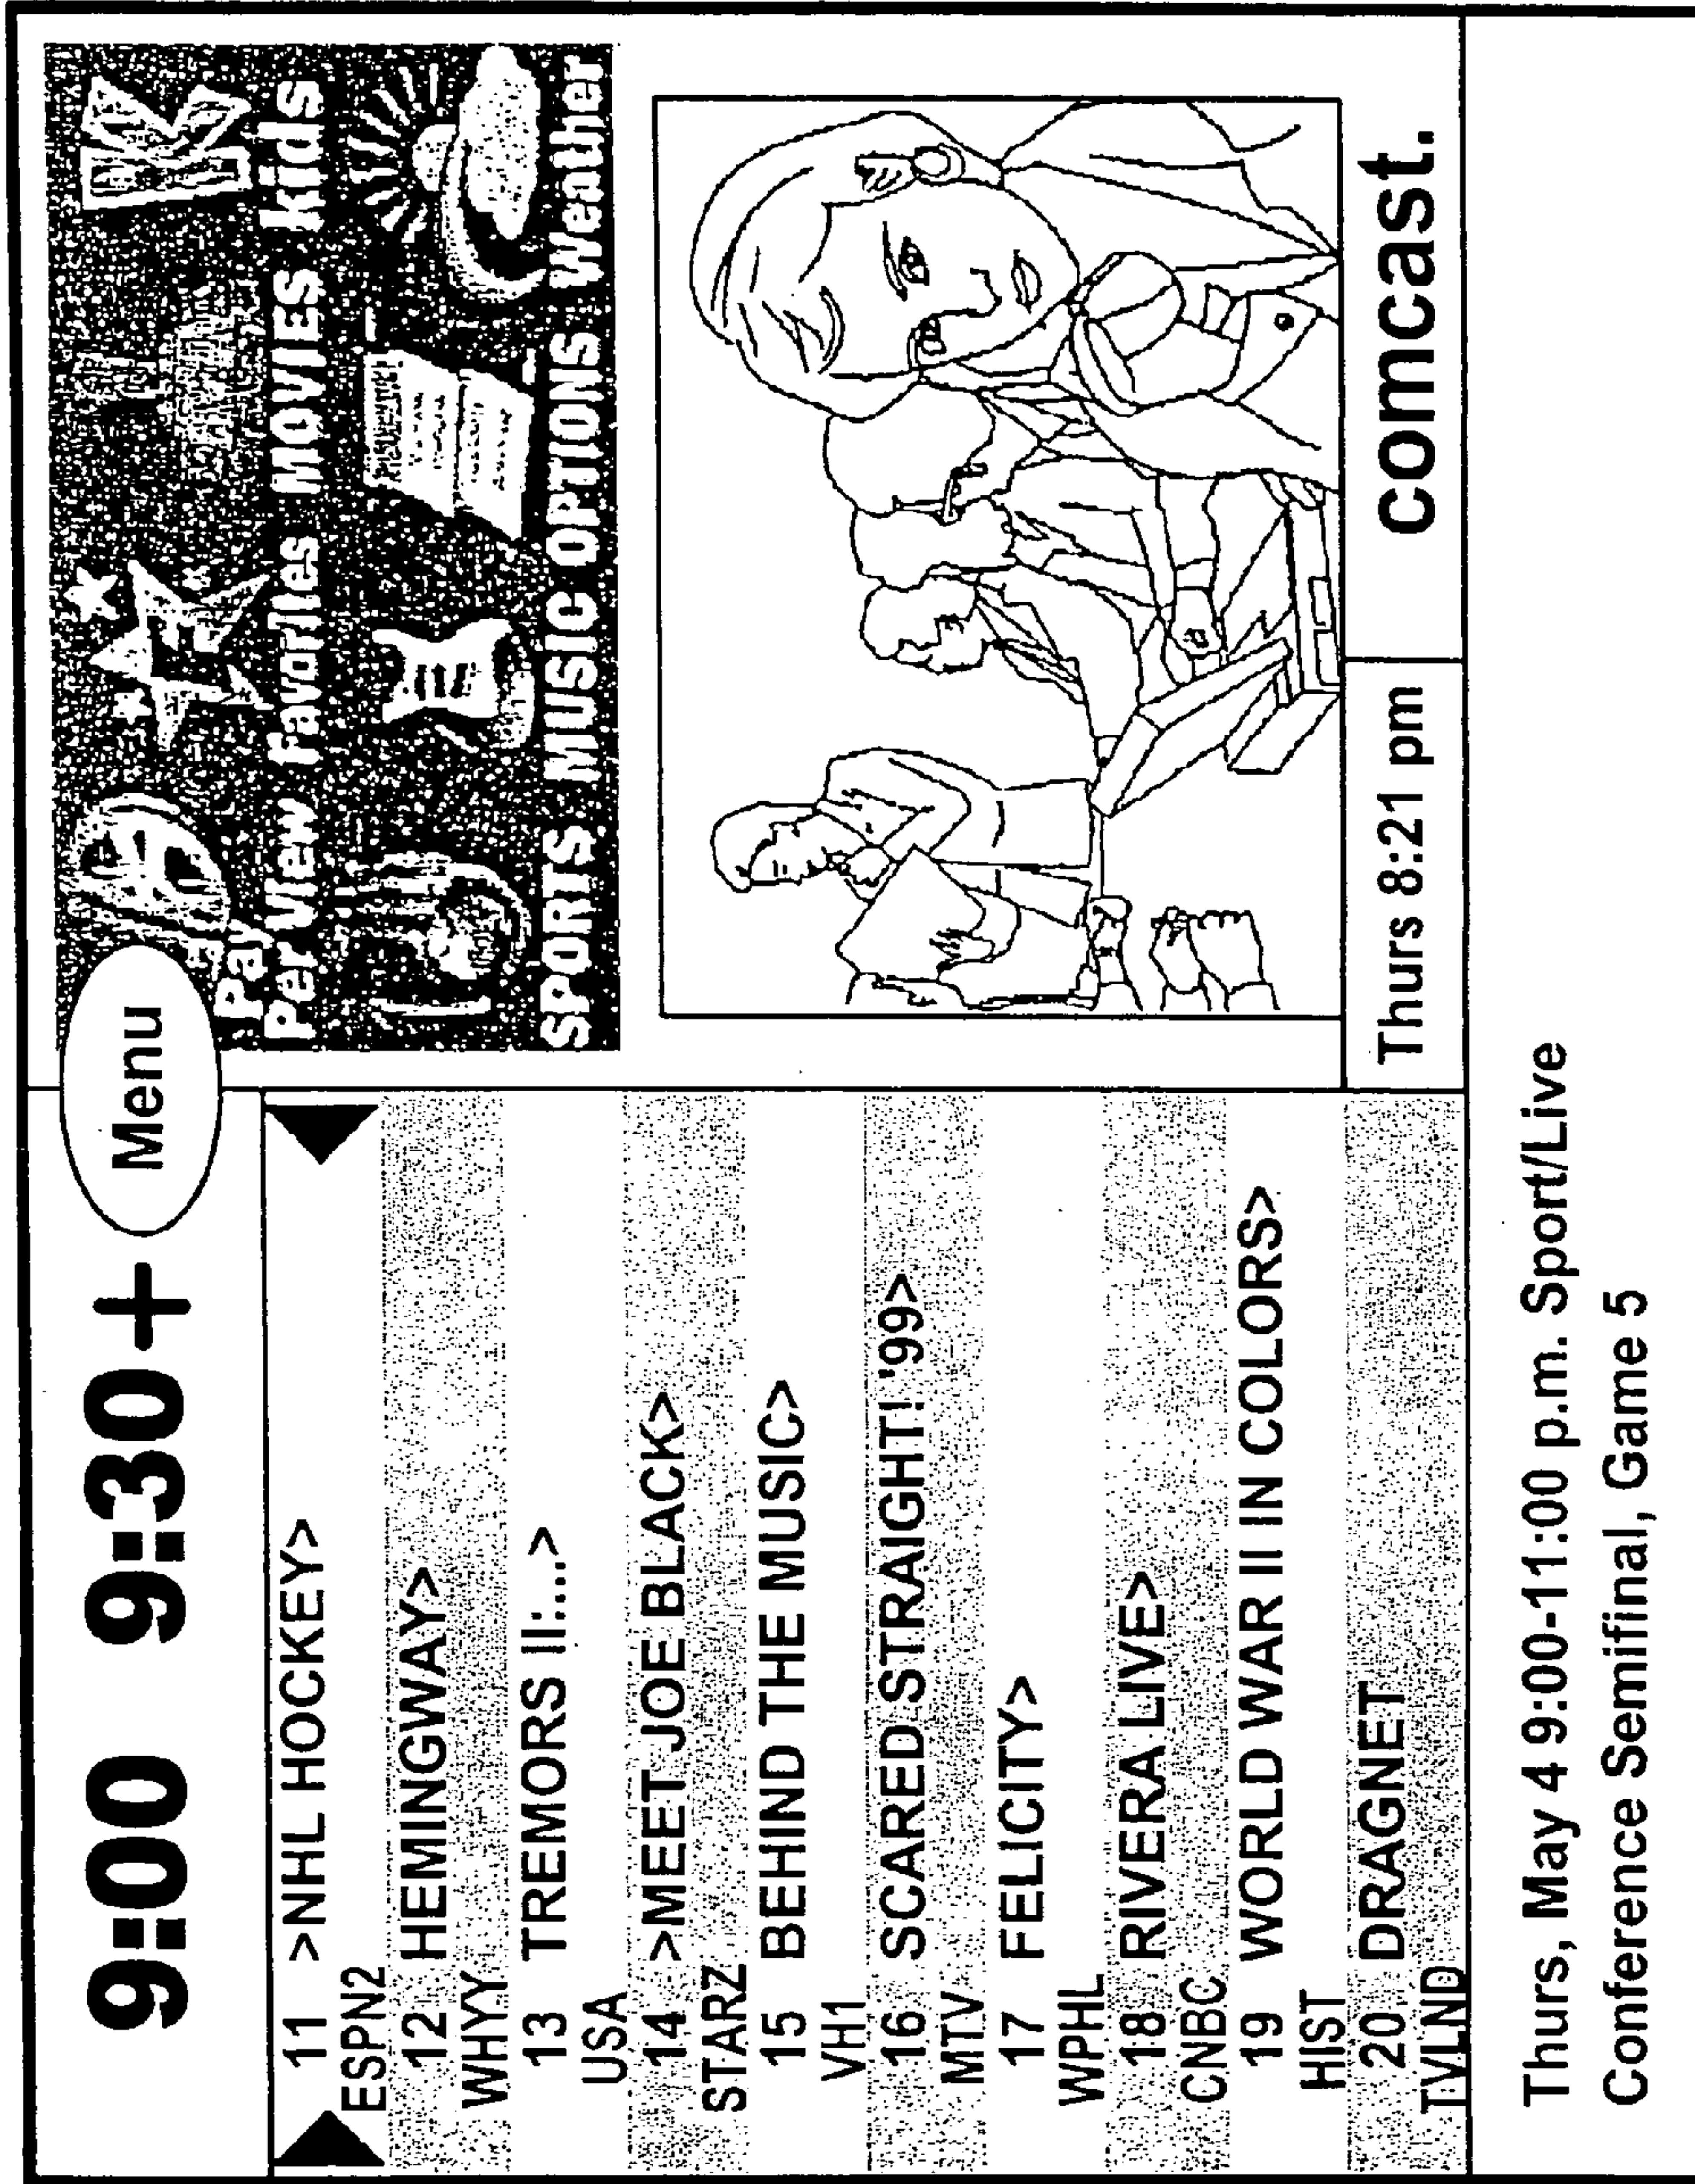 9:00 9:30 +
Menu
11 >NHL HOCKEY>
ESPN2
12 HEMINGWAY>
WHYY
13 TREMORS II:...>
USA
14 >MEET JOE BLACK>
STARZ
15 BEHIND THE MUSIC>
VH1
16 SCARED STRAIGHT! '99>
MTV
17 FELICITY>
WPHL
18 RIVERA LIVE>
CNBC
19 WORLD WAR II IN COLORS>
HIST
20 DRAGNET
TVLND
K
Pay
Per View Favorites MOVIES kids
SPORTS MUSIC OPTIONS Weather
Thurs 8:21 pm comcast.
Thurs, May 4 9:00-11:00 p.m. Sport/Live
Conference Semifinal, Game 5